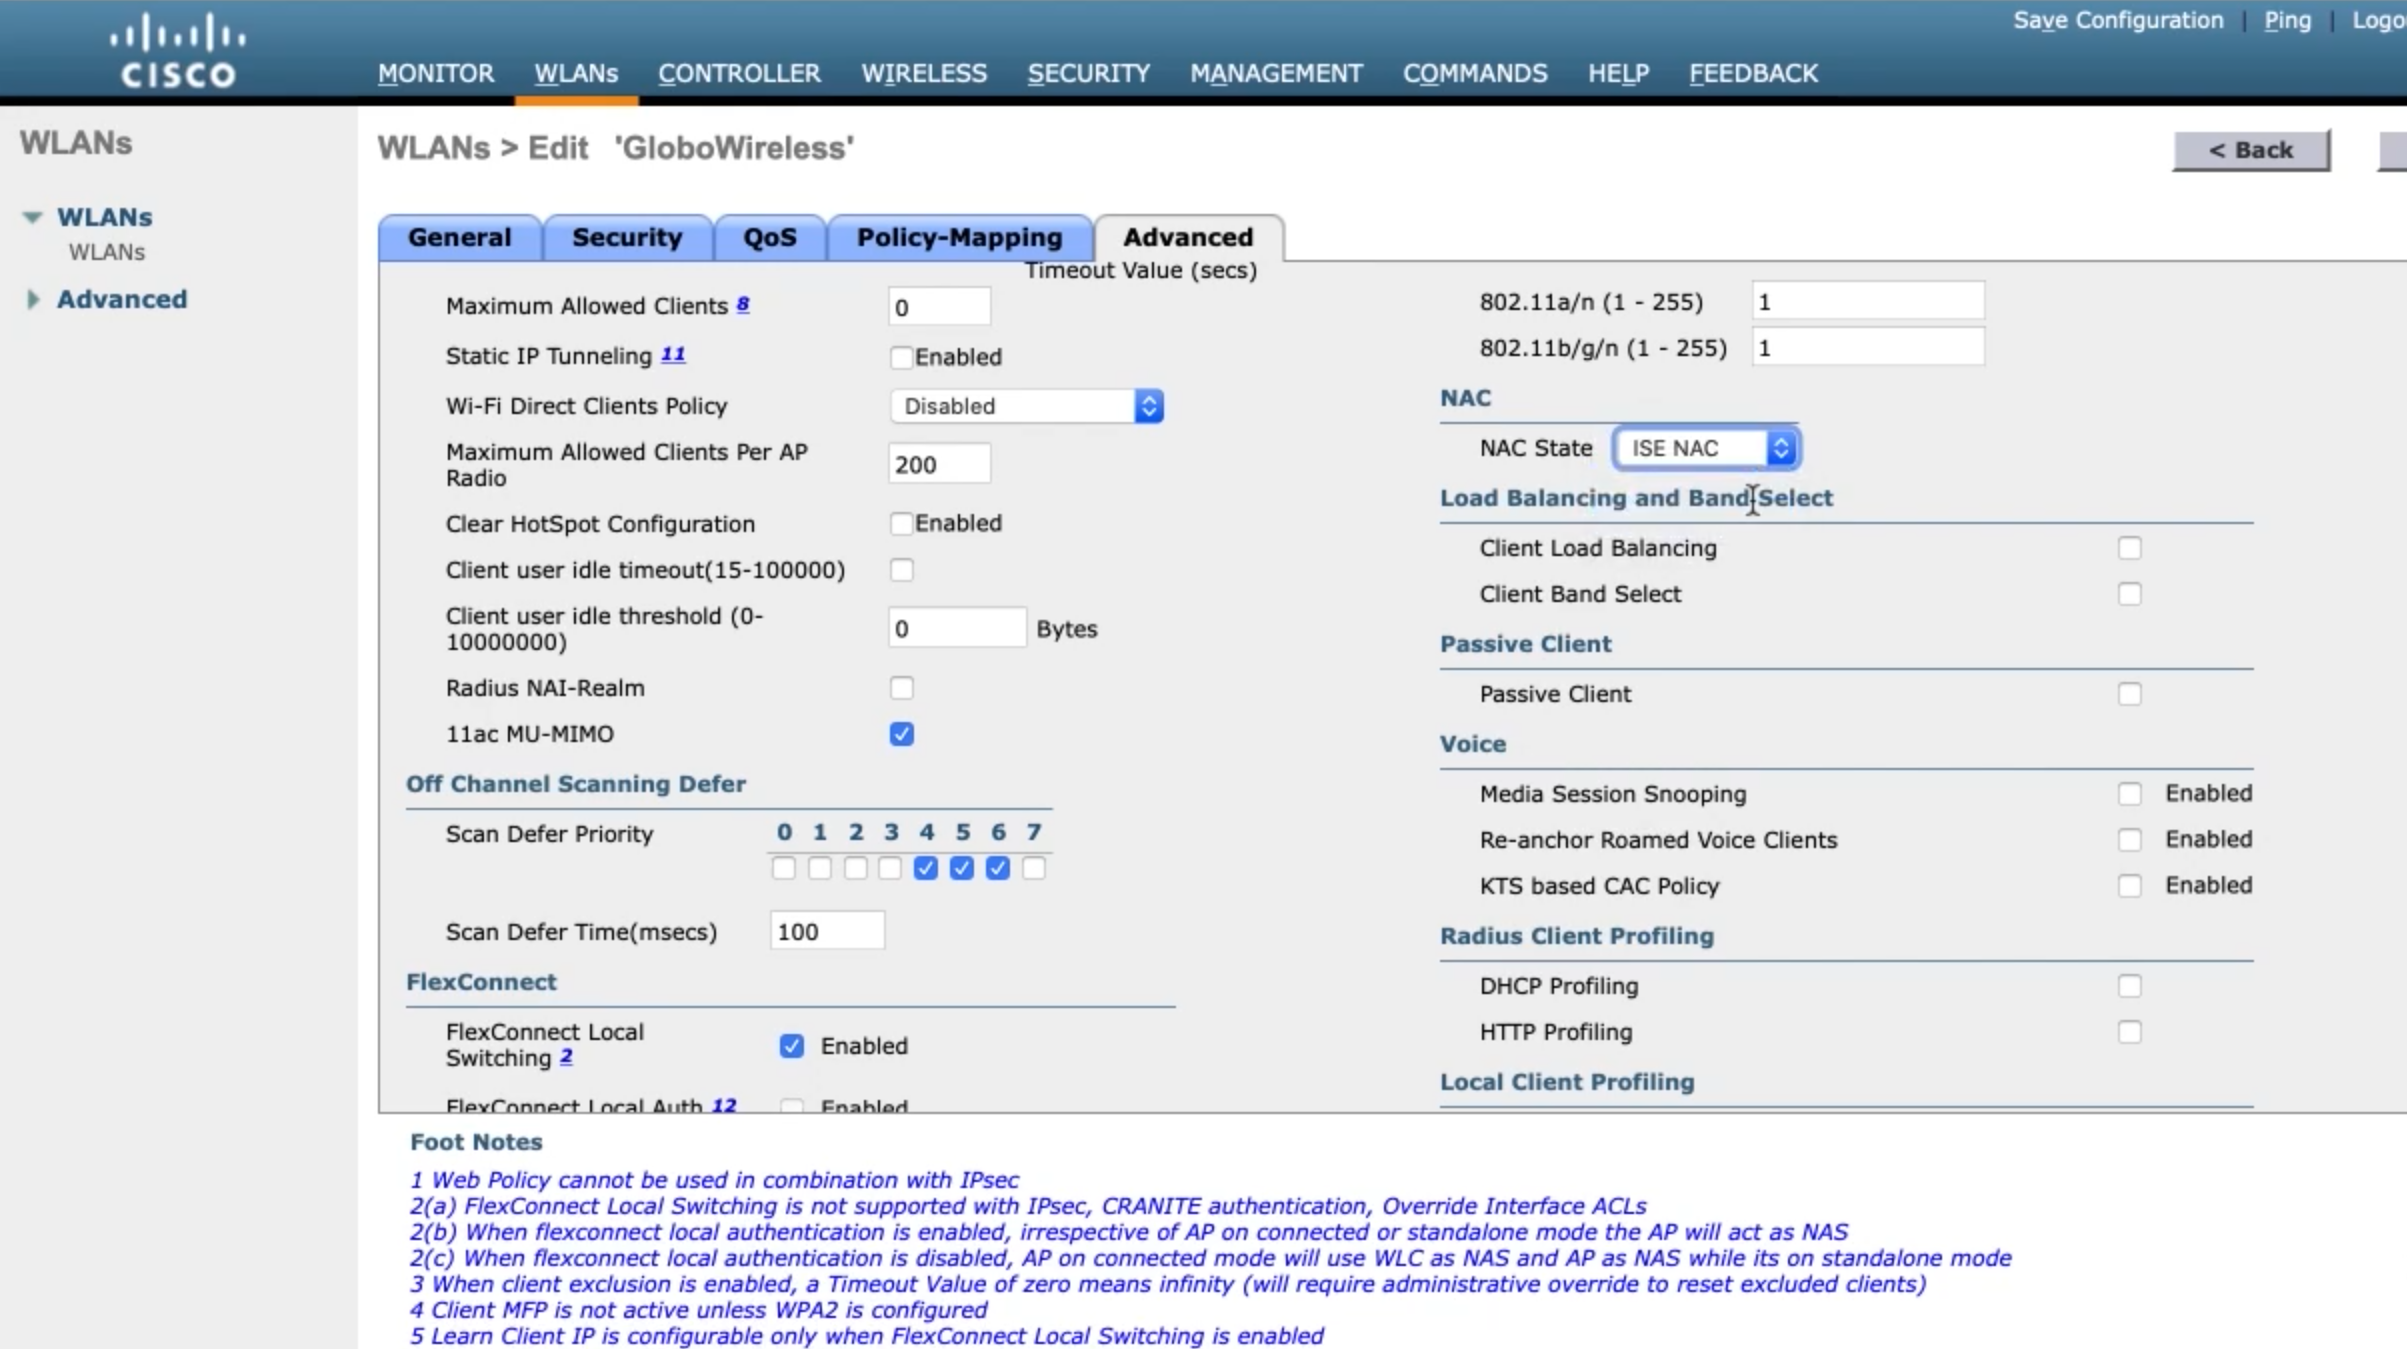 Save Configuration | Ping | Logo
CISCO
MONITOR WLANs CONTROLLER WIRELESS SECURITY MANAGEMENT COMMANDS HELP FEEDBACK
WLANs
WLANs
WLANs
Advanced
WLANs > Edit 'GloboWireless'
< Back
General Security QoS Policy-Mapping Advanced
Timeout Value (secs)
Maximum Allowed Clients 8 0
Static IP Tunneling 11 Enabled
Wi-Fi Direct Clients Policy Disabled
Maximum Allowed Clients Per AP
Radio 200
Clear HotSpot Configuration Enabled
Client user idle timeout(15-100000)
Client user idle threshold (0-
10000000) 0 Bytes
Radius NAI-Realm
11ac MU-MIMO
Off Channel Scanning Defer
Scan Defer Priority 0 1 2 3 4 5 6 7
Scan Defer Time(msecs) 100
FlexConnect
FlexConnect Local
Switching 2 Enabled
FlexConnect Local Auth 12 Enabled
802.11a/n (1 - 255) 1
802.11b/g/n (1 - 255) 1
NAC
NAC State ISE NAC
Load Balancing and Band Select
Client Load Balancing
Client Band Select
Passive Client
Passive Client
Voice
Media Session Snooping Enabled
Re-anchor Roamed Voice Clients Enabled
KTS based CAC Policy Enabled
Radius Client Profiling
DHCP Profiling
HTTP Profiling
Local Client Profiling
Foot Notes
1 Web Policy cannot be used in combination with IPsec
2(a) FlexConnect Local Switching is not supported with IPsec, CRANITE authentication, Override Interface ACLs
2(b) When flexconnect local authentication is enabled, irrespective of AP on connected or standalone mode the AP will act as NAS
2(c) When flexconnect local authentication is disabled, AP on connected mode will use WLC as NAS and AP as NAS while its on standalone mode
3 When client exclusion is enabled, a Timeout Value of zero means infinity (will require administrative override to reset excluded clients)
4 Client MFP is not active unless WPA2 is configured
5 Learn Client IP is configurable only when FlexConnect Local Switching is enabled